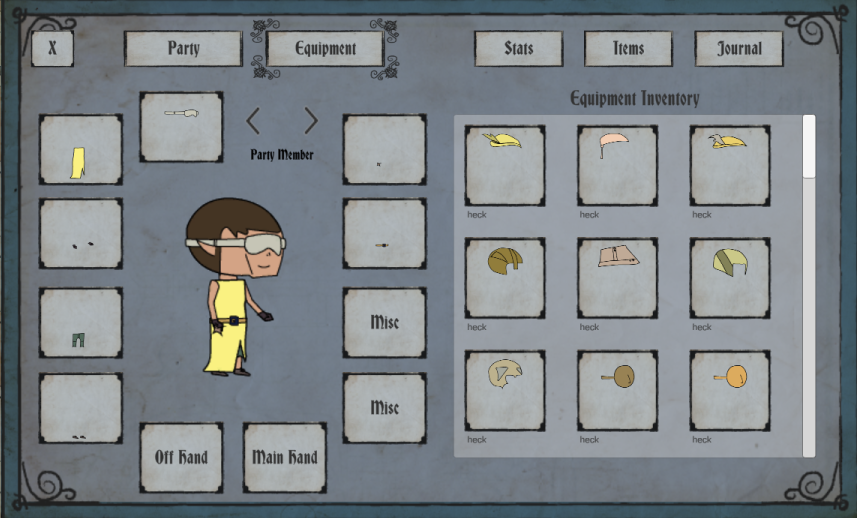 X
Party
Equipment
Stats
Items
Journal
Equipment Inventory
Party Member
heck
heck
heck
heck
heck
heck
Misc
Misc
heck
heck
heck
Off Hand
Main Hand